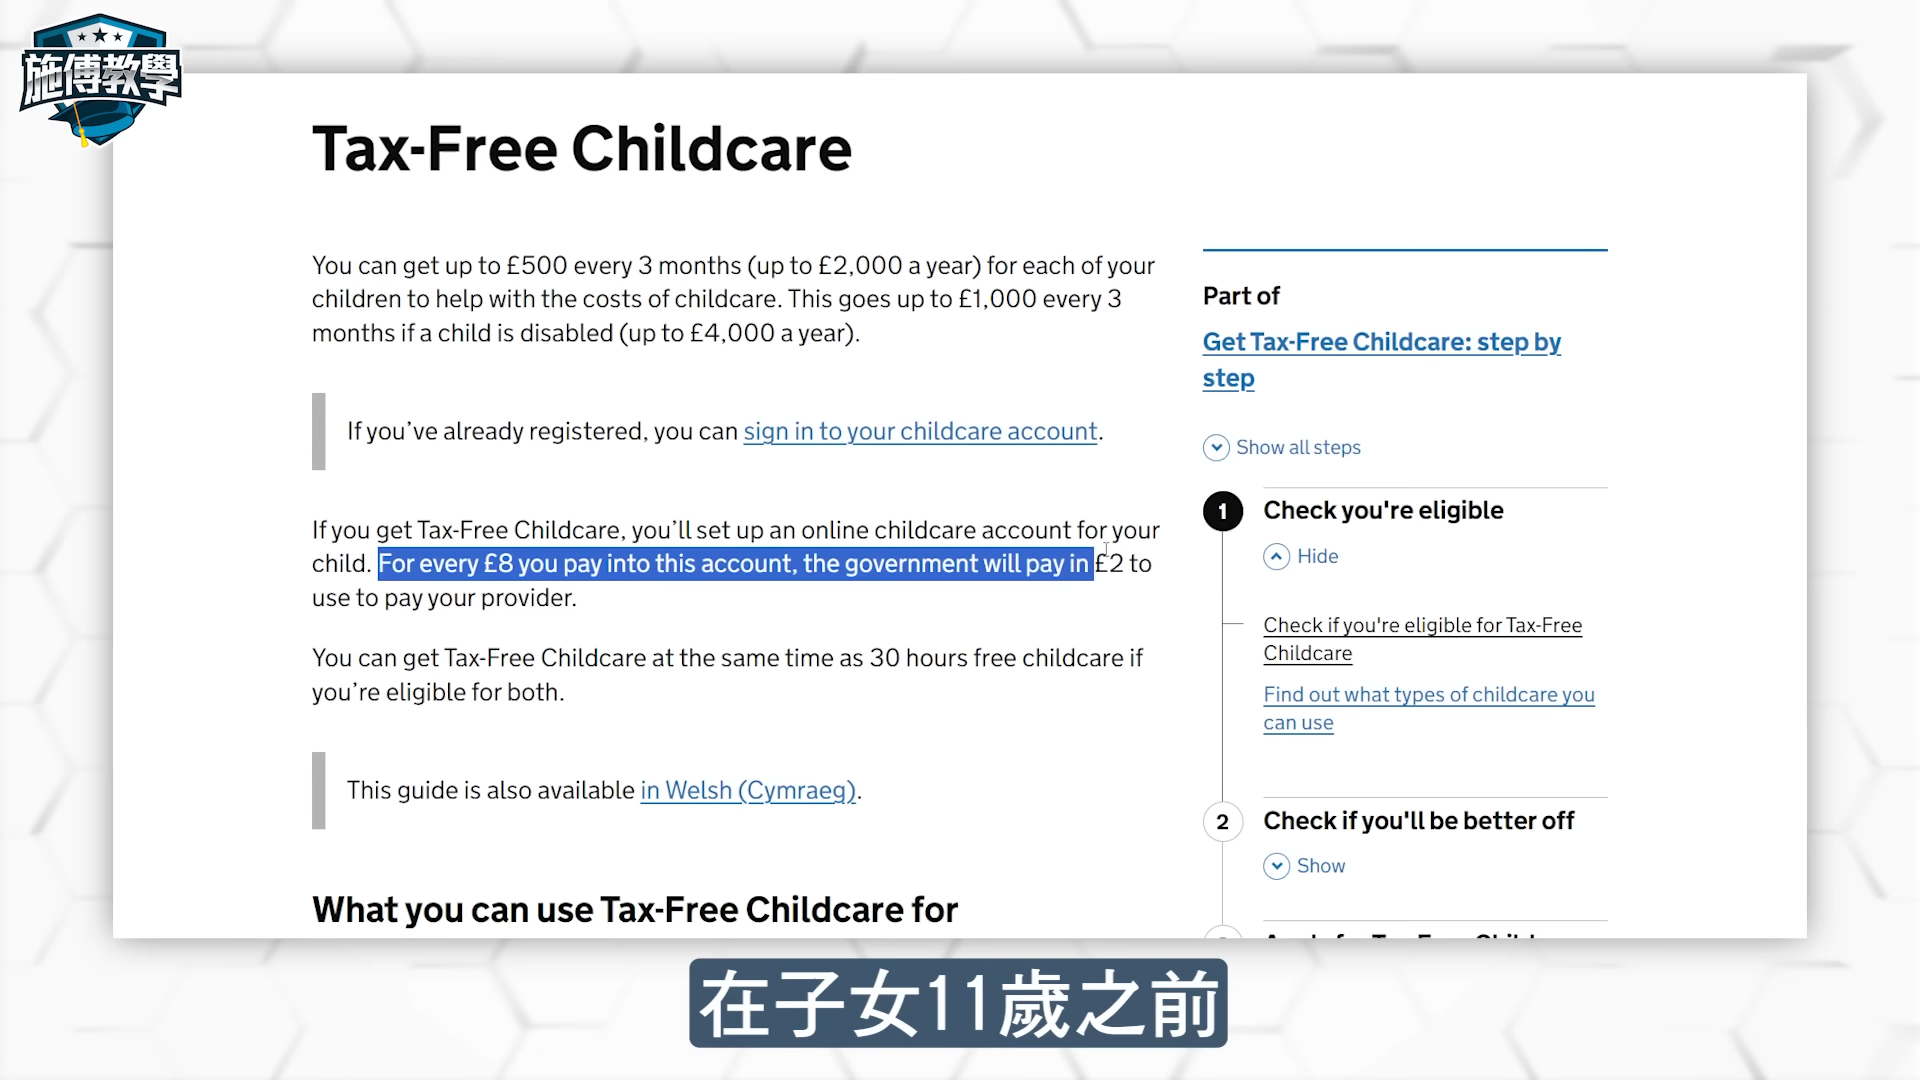 施傅教學
Tax-Free Childcare
You can get up to £500 every 3 months (up to £2,000 a year) for each of your
children to help with the costs of childcare. This goes up to £1,000 every 3
months if a child is disabled (up to £4,000 a year).
If you’ve already registered, you can sign in to your childcare account.
If you get Tax-Free Childcare, you’ll set up an online childcare account for your
child. For every £8 you pay into this account, the government will pay in £2 to
use to pay your provider.
You can get Tax-Free Childcare at the same time as 30 hours free childcare if
you’re eligible for both.
This guide is also available in Welsh (Cymraeg).
What you can use Tax-Free Childcare for
Part of
Get Tax-Free Childcare: step by
step
Show all steps
1 Check you're eligible
Hide
Check if you're eligible for Tax-Free
Childcare
Find out what types of childcare you
can use
2 Check if you'll be better off
Show
在子女11歲之前